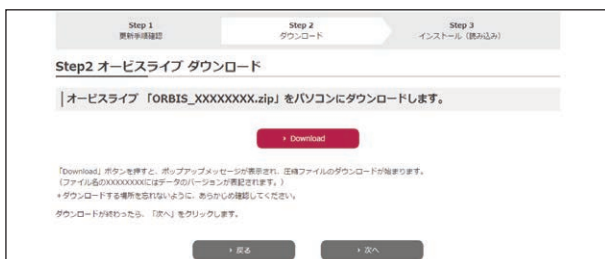 Step 1
更新手順確認
Step 2
ダウンロード
Step 3
インストール（読み込み）
Step2 オービスライブ ダウンロード
オービスライブ 「ORBIS_XXXXXXXX.zip」をパソコンにダウンロードします。
Download
「Download」ボタンを押すと、ポップアップメッセージが表示され、圧縮ファイルのダウンロードが始まります。
（ファイル名のXXXXXXXXにはデータのバージョンが表記されます。）
+ダウンロードする場所を忘れないように、あらかじめ確認してください。
ダウンロードが終わったら、「次へ」をクリックします。
戻る
次へ